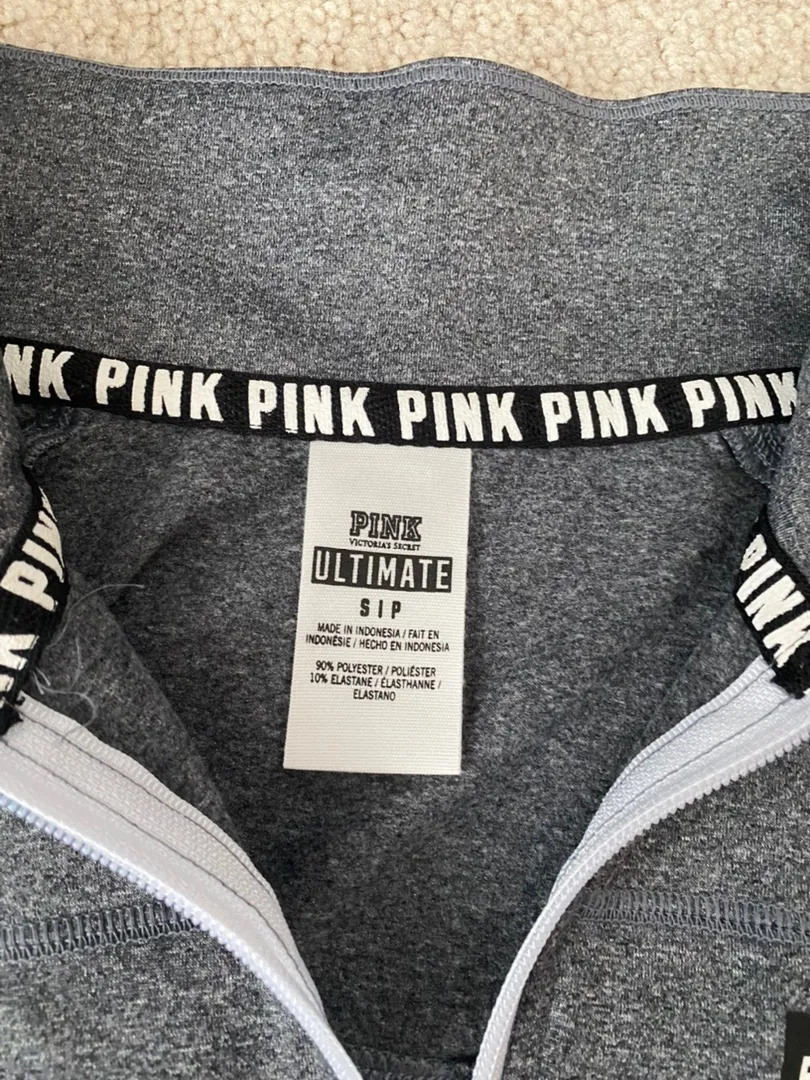 PINK PINK PINK PINK PINK
PINK
VICTORIA'S SECRET
ULTIMATE
S I P
MADE IN INDONESIA / FAIT EN
INDONÉSIE / HECHO EN INDONESIA
90% POLYESTER / POLIÉSTER
10% ELASTANE / ÉLASTHANNE /
ELASTANO
PINK
PINK